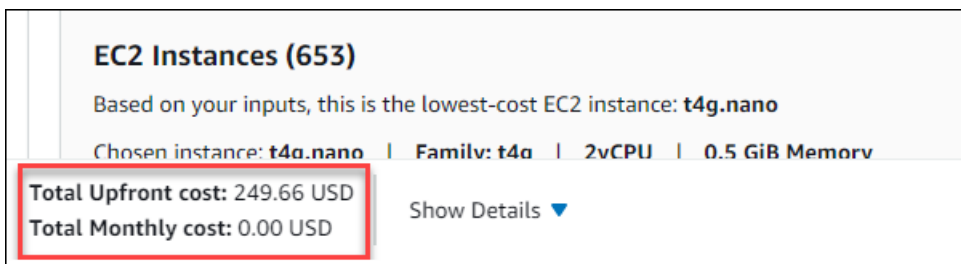 EC2 Instances (653)
Based on your inputs, this is the lowest-cost EC2 instance: t4g.nano
Chosen instance: t4g.nano | Family: t4g | 2vCPU | 0.5 GiB Memory
Total Upfront cost: 249.66 USD
Total Monthly cost: 0.00 USD
Show Details ▼